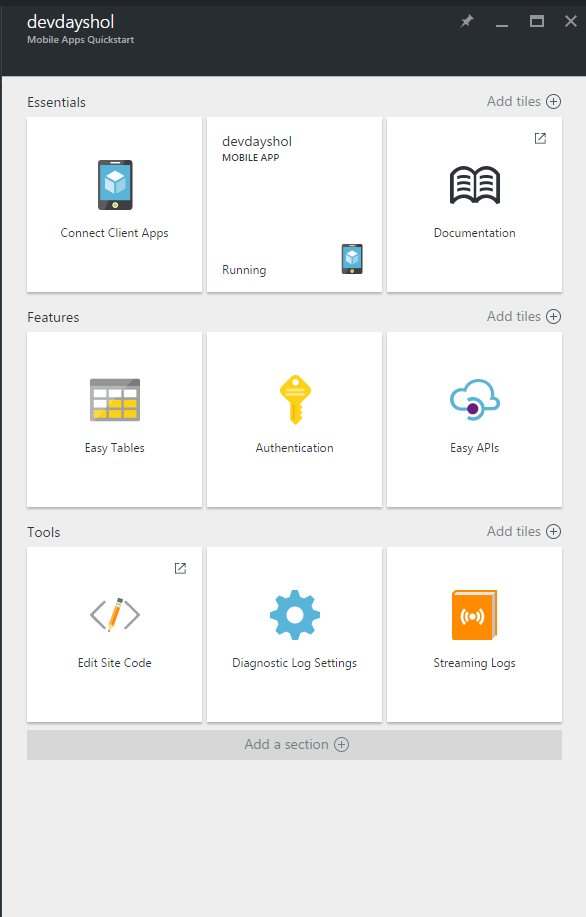 devdayshol
Mobile Apps Quickstart
Essentials
Add tiles
Connect Client Apps
devdayshol
MOBILE APP
Running
Documentation
Features
Add tiles
Easy Tables
Authentication
Easy APIs
Tools
Add tiles
Edit Site Code
Diagnostic Log Settings
Streaming Logs
Add a section